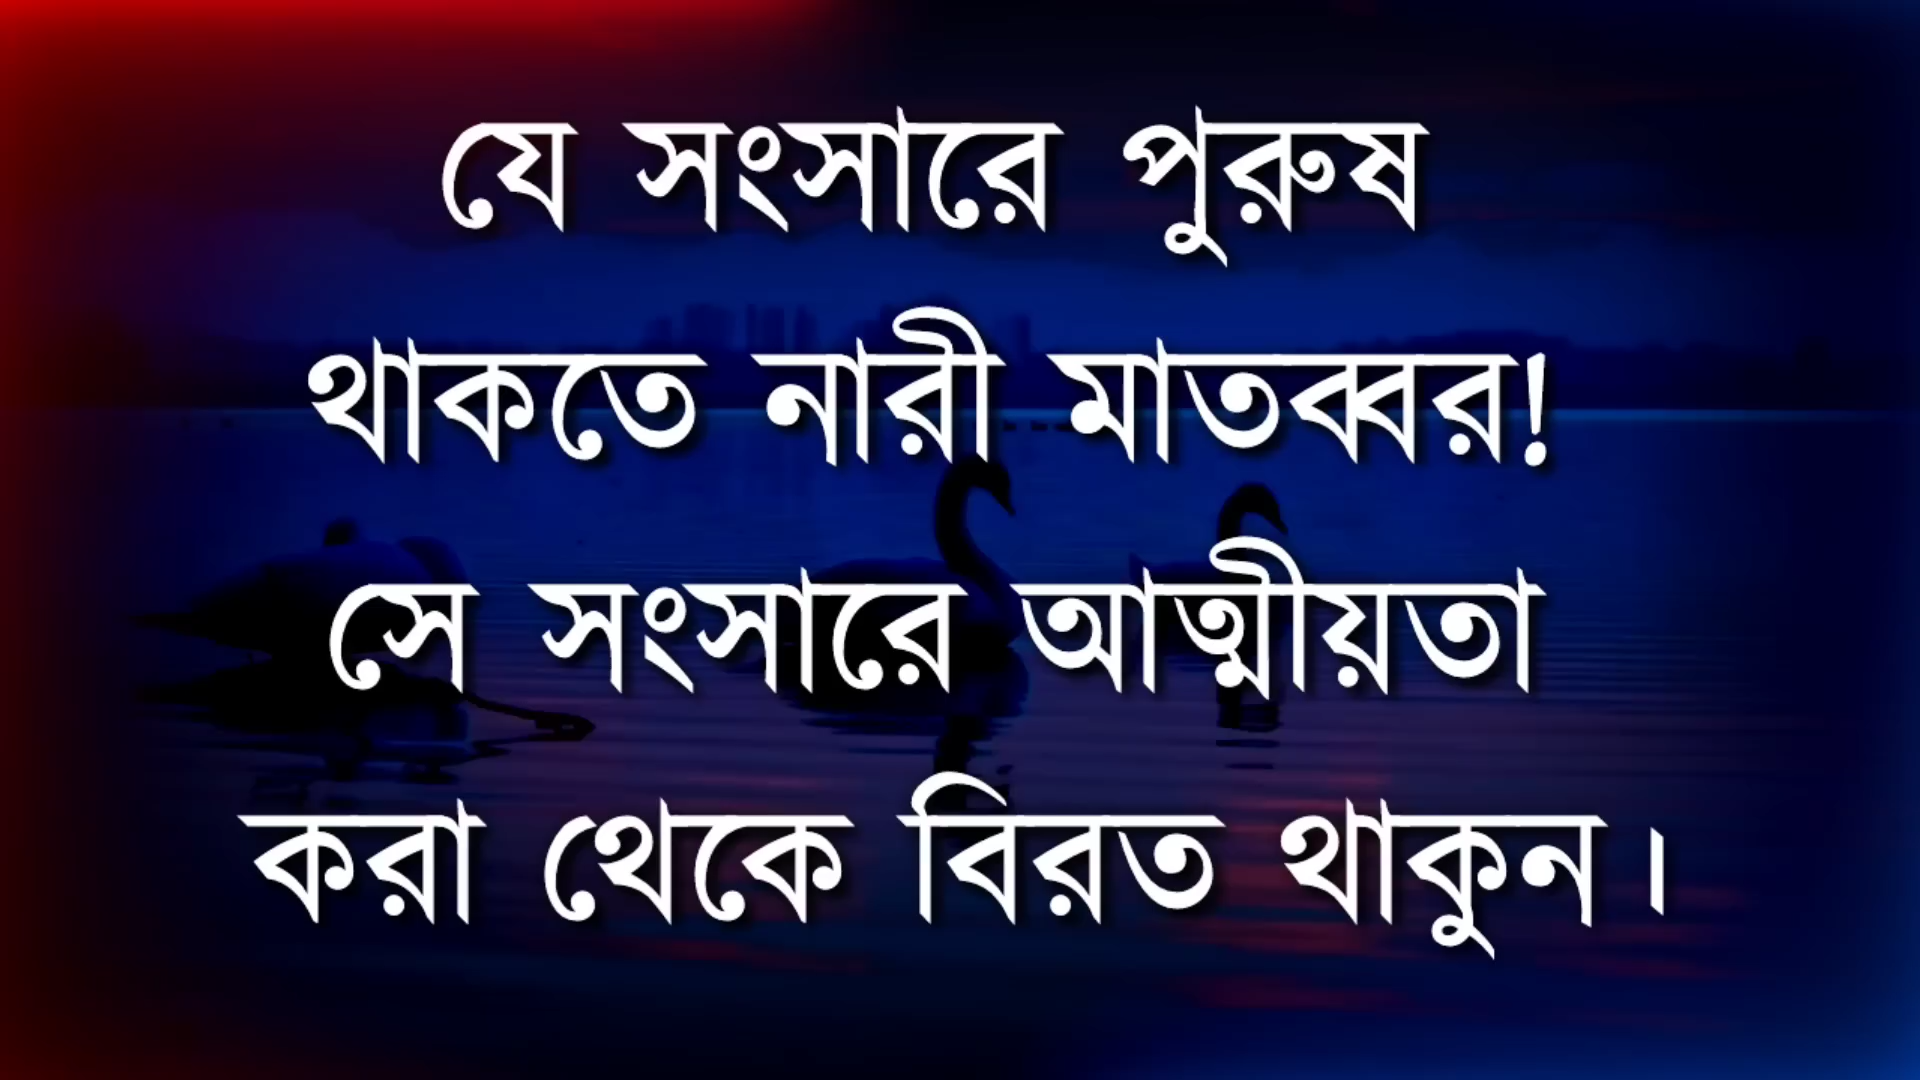 যে সংসারে পুরুষ
থাকতে নারী মাতব্বর!
সে সংসারে আত্মীয়তা
করা থেকে বিরত থাকুন।